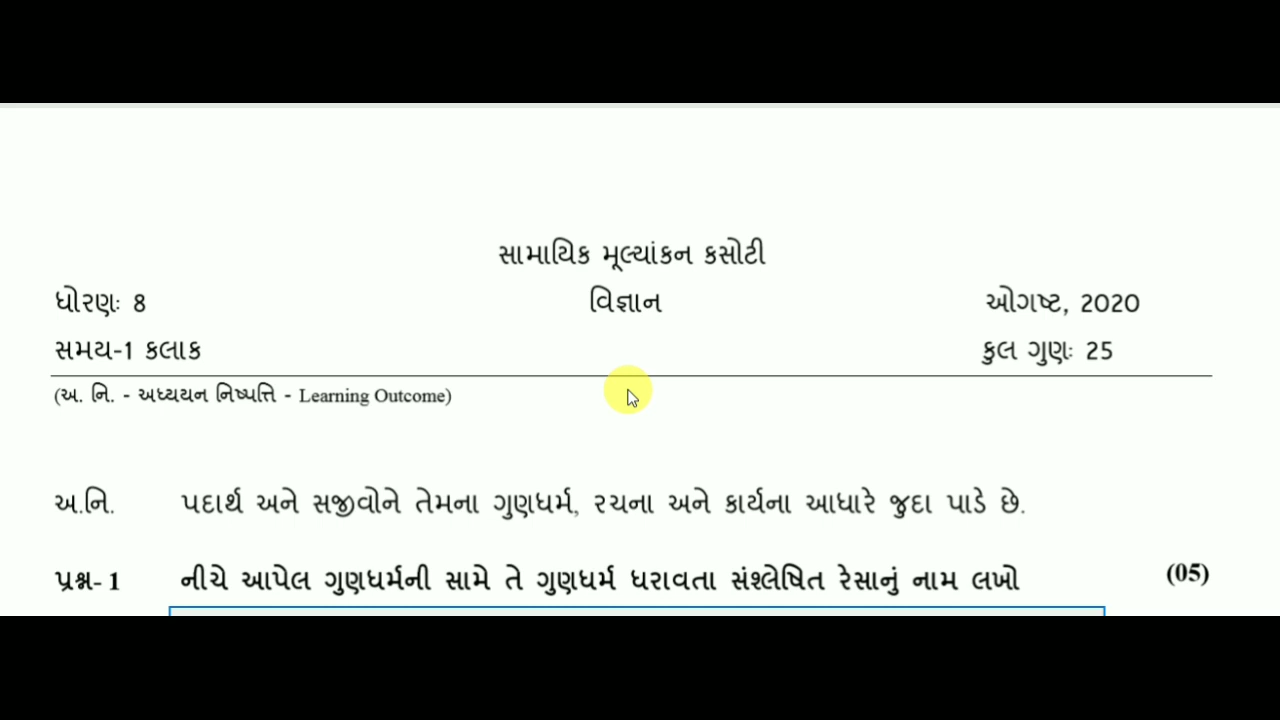 સામાયિક મૂલ્યાંકન કસોટી
ધોરણઃ 8 વિજ્ઞાન ઓગષ્ટ, 2020
સમય-1 કલાક કુલ ગુણઃ 25
(અ. નિ. - અધ્યયન નિષ્પત્તિ - Learning Outcome)
અ.નિ. પદાર્થ અને સજીવોને તેમના ગુણધર્મ, રચના અને કાર્યના આધારે જુદા પાડે છે.
પ્રશ્ન- 1 નીચે આપેલ ગુણધર્મની સામે તે ગુણધર્મ ધરાવતા સંશ્લેષિત રેસાનું નામ લખો (05)